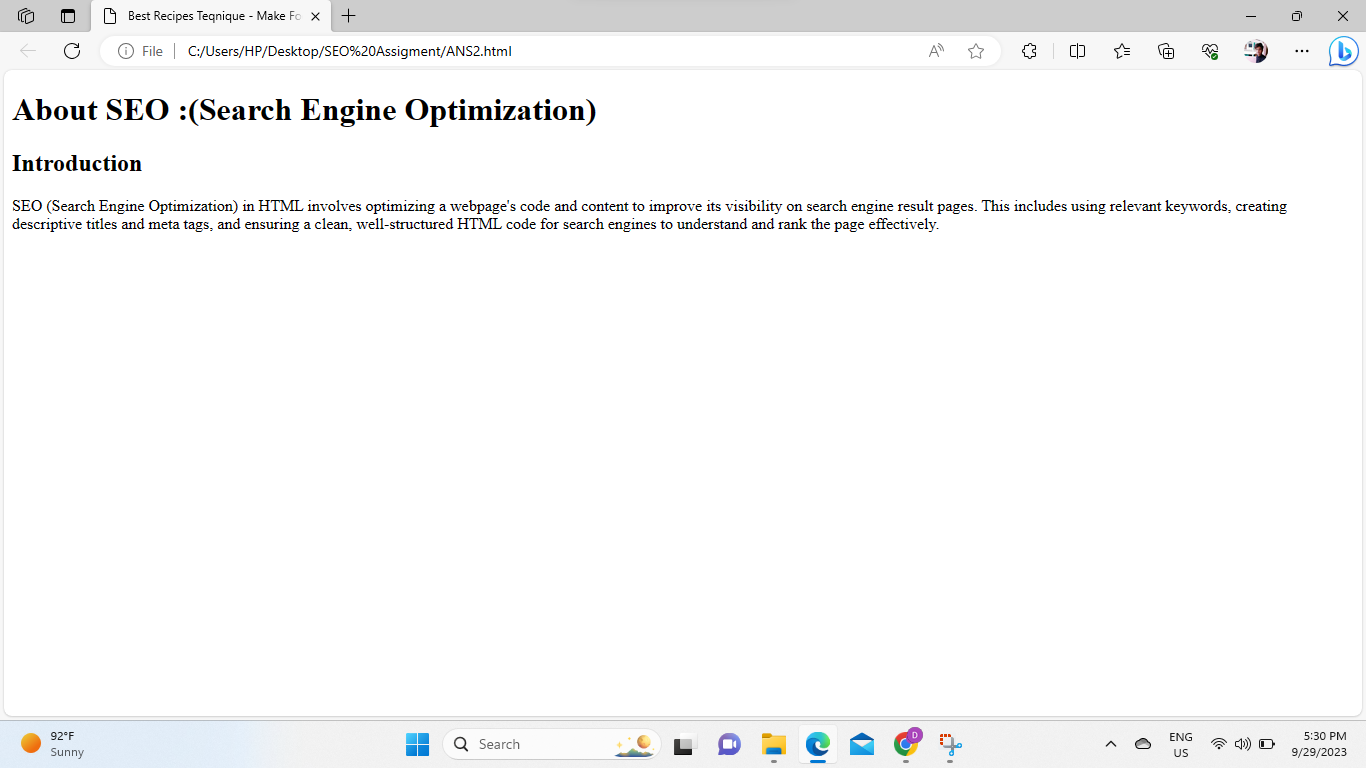 Best Recipes Teqnique - Make Fo
File
C:/Users/HP/Desktop/SEO%20Assigment/ANS2.html
About SEO :(Search Engine Optimization)
Introduction
SEO (Search Engine Optimization) in HTML involves optimizing a webpage's code and content to improve its visibility on search engine result pages. This includes using relevant keywords, creating
descriptive titles and meta tags, and ensuring a clean, well-structured HTML code for search engines to understand and rank the page effectively.
92°F
Sunny
Search
D
ENG
US
5:30 PM
9/29/2023